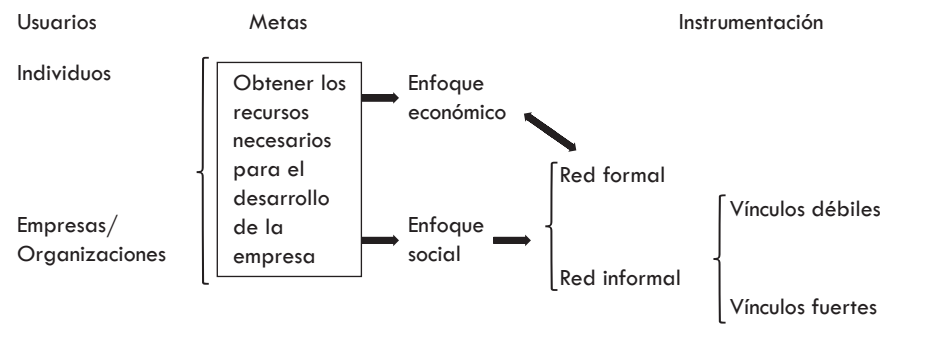 Usuarios
Metas
Instrumentación
Individuos
Empresas/
Organizaciones
Obtener los
recursos
necesarios
para el
desarrollo
de la
empresa
Enfoque
económico
Enfoque
social
Red formal
Red informal
Vínculos débiles
Vínculos fuertes